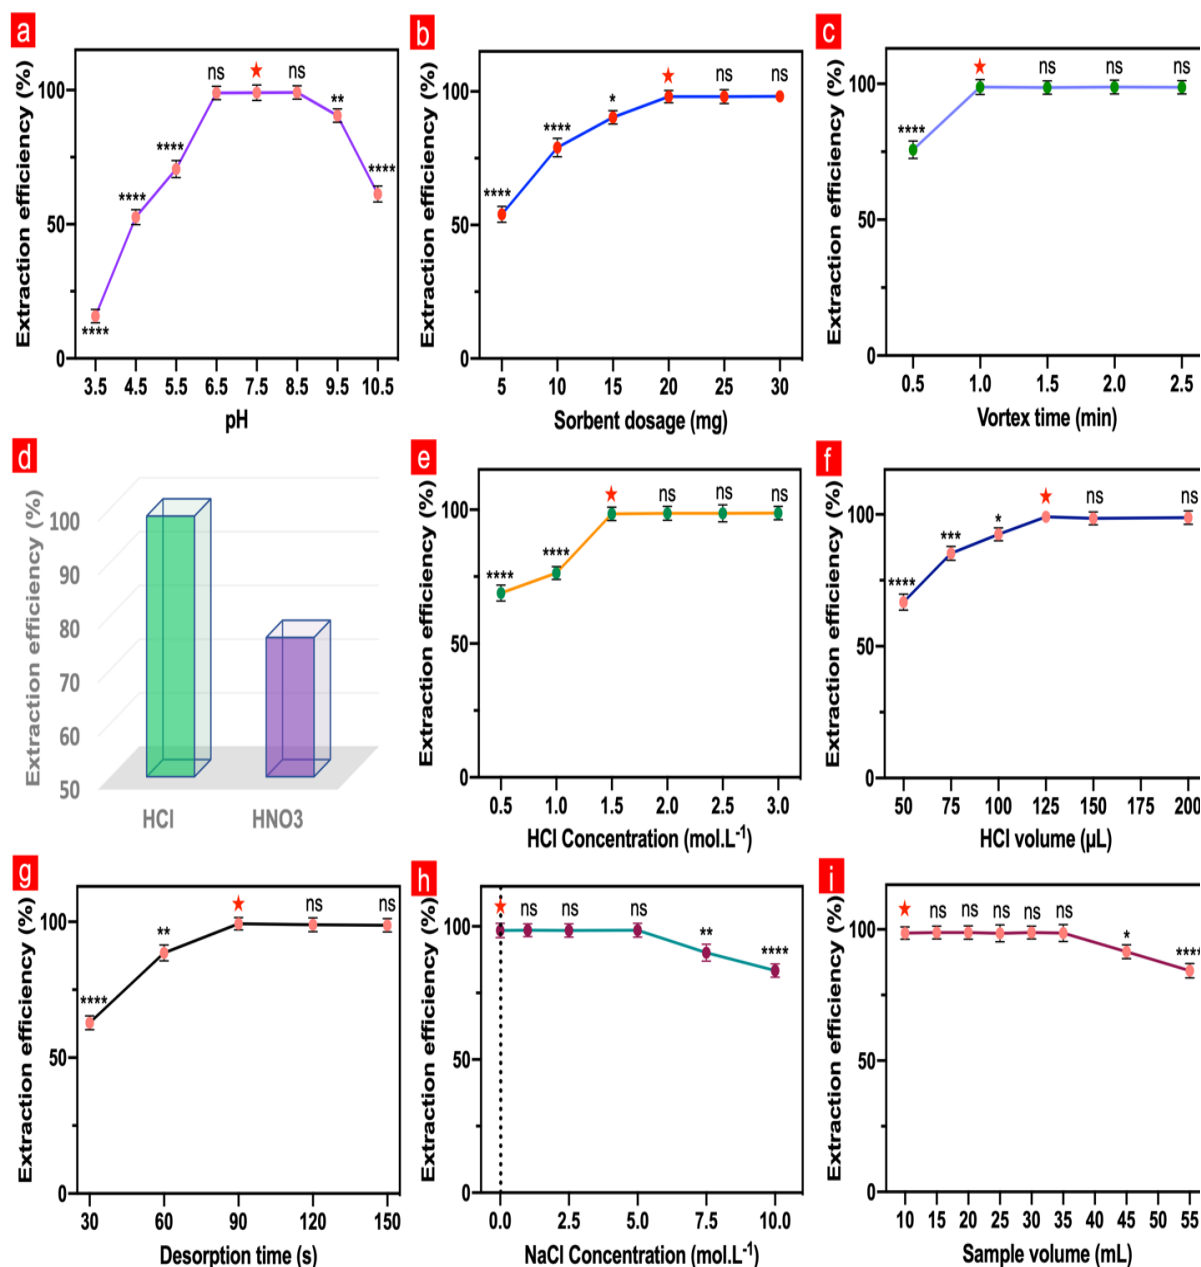 a
Extraction efficiency (%)
100
50
0
**** **** **** ns ★ ns ** ****
3.5 4.5 5.5 6.5 7.5 8.5 9.5 10.5
pH
b
Extraction efficiency (%)
100
50
0
**** **** * ★ ns ns
5 10 15 20 25 30
Sorbent dosage (mg)
c
Extraction efficiency (%)
100
50
0
**** ★ ns ns ns
0.5 1.0 1.5 2.0 2.5
Vortex time (min)
d
Extraction efficiency (%)
100
90
80
70
60
50
HCl HNO3
e
Extraction efficiency (%)
100
50
0
**** **** ★ ns ns ns
0.5 1.0 1.5 2.0 2.5 3.0
HCl Concentration (mol.L⁻¹)
f
Extraction efficiency (%)
100
50
0
**** *** * ★ ns ns
50 75 100 125 150 175 200
HCl volume (µL)
g
Extraction efficiency (%)
100
50
0
**** ** ★ ns ns
30 60 90 120 150
Desorption time (s)
h
Extraction efficiency (%)
100
50
0
★ ns ns ns ** ****
0.0 2.5 5.0 7.5 10.0
NaCl Concentration (mol.L⁻¹)
i
Extraction efficiency (%)
100
50
0
★ ns ns ns ns ns * ****
10 15 20 25 30 35 40 45 50 55
Sample volume (mL)